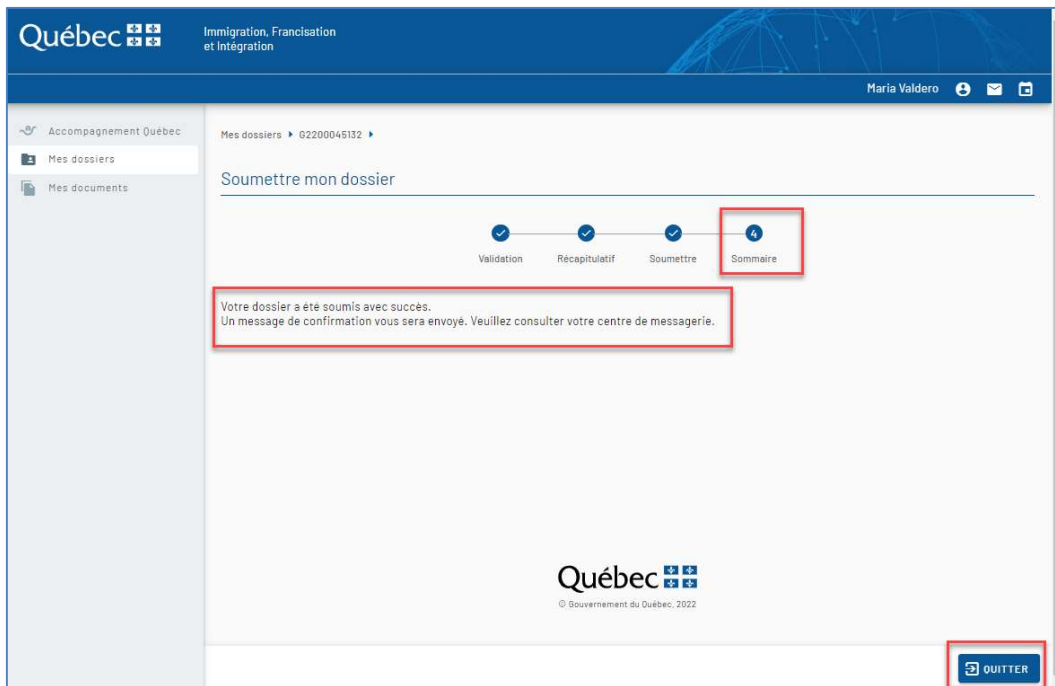 Québec
Immigration, Francisation
et Intégration
Maria Valdero
Accompagnement Québec
Mes dossiers
Mes documents
Mes dossiers
G2200045132
Soumettre mon dossier
4
Validation
Récapitulatif
Soumettre
Sommaire
Votre dossier a été soumis avec succès.
Un message de confirmation vous sera envoyé. Veuillez consulter votre centre de messagerie.
Québec
© Gouvernement du Québec, 2022
QUITTER